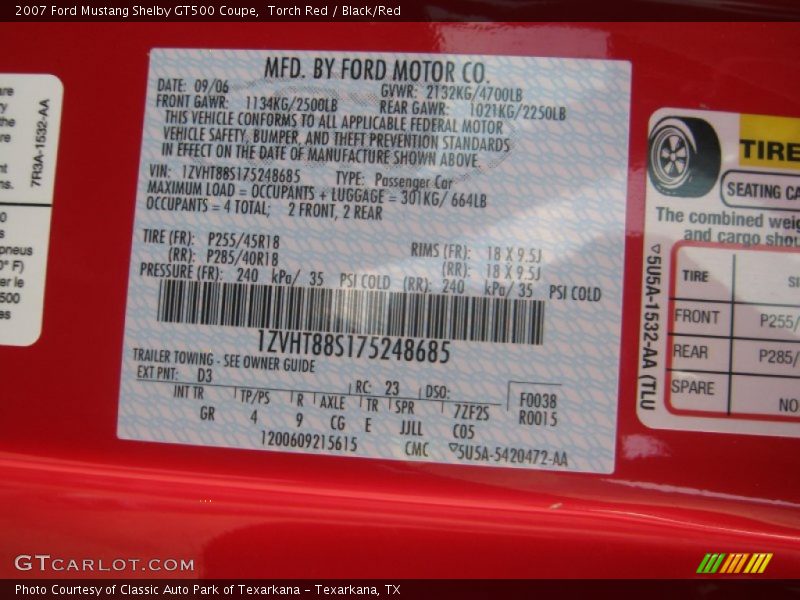 2007 Ford Mustang Shelby GT500 Coupe,  Torch Red / Black/Red
MFD. BY FORD MOTOR CO.
DATE: 09/06 GVWR: 2132KG/4700LB
FRONT GAWR: 1134KG/2500LB REAR GAWR: 1021KG/2250LB
THIS VEHICLE CONFORMS TO ALL APPLICABLE FEDERAL MOTOR
VEHICLE SAFETY, BUMPER, AND THEFT PREVENTION STANDARDS
IN EFFECT ON THE DATE OF MANUFACTURE SHOWN ABOVE.
VIN: 1ZVHT88S175248685 TYPE: Passenger Car
MAXIMUM LOAD = OCCUPANTS + LUGGAGE = 301KG/ 664LB
OCCUPANTS = 4 TOTAL; 2 FRONT, 2 REAR
TIRE (FR): P255/45R18 RIMS (FR): 18 X 9.5J
(RR): P285/40R18 (RR): 18 X 9.5J
PRESSURE (FR): 240 kPa/ 35 PSI COLD (RR): 240 kPa/ 35 PSI COLD
1ZVHT88S175248685
TRAILER TOWING - SEE OWNER GUIDE
EXT PNT: D3 RC: 23 DSO: F0038
INT TR TP/PS R AXLE TR SPR 7ZF2S R0015
GR 4 9 CG E JJLL C05
1200609215615 CMC 5U5A-5420472-AA
7R3A-1532-AA
pneus
er le
500
es
TIRE
SEATING CA
The combined weig
and cargo shou
5U5A-1532-AA (TLU
TIRE SI
FRONT P255/
REAR P285/
SPARE NO
GTCARLOT.COM
Photo Courtesy of Classic Auto Park of Texarkana - Texarkana, TX